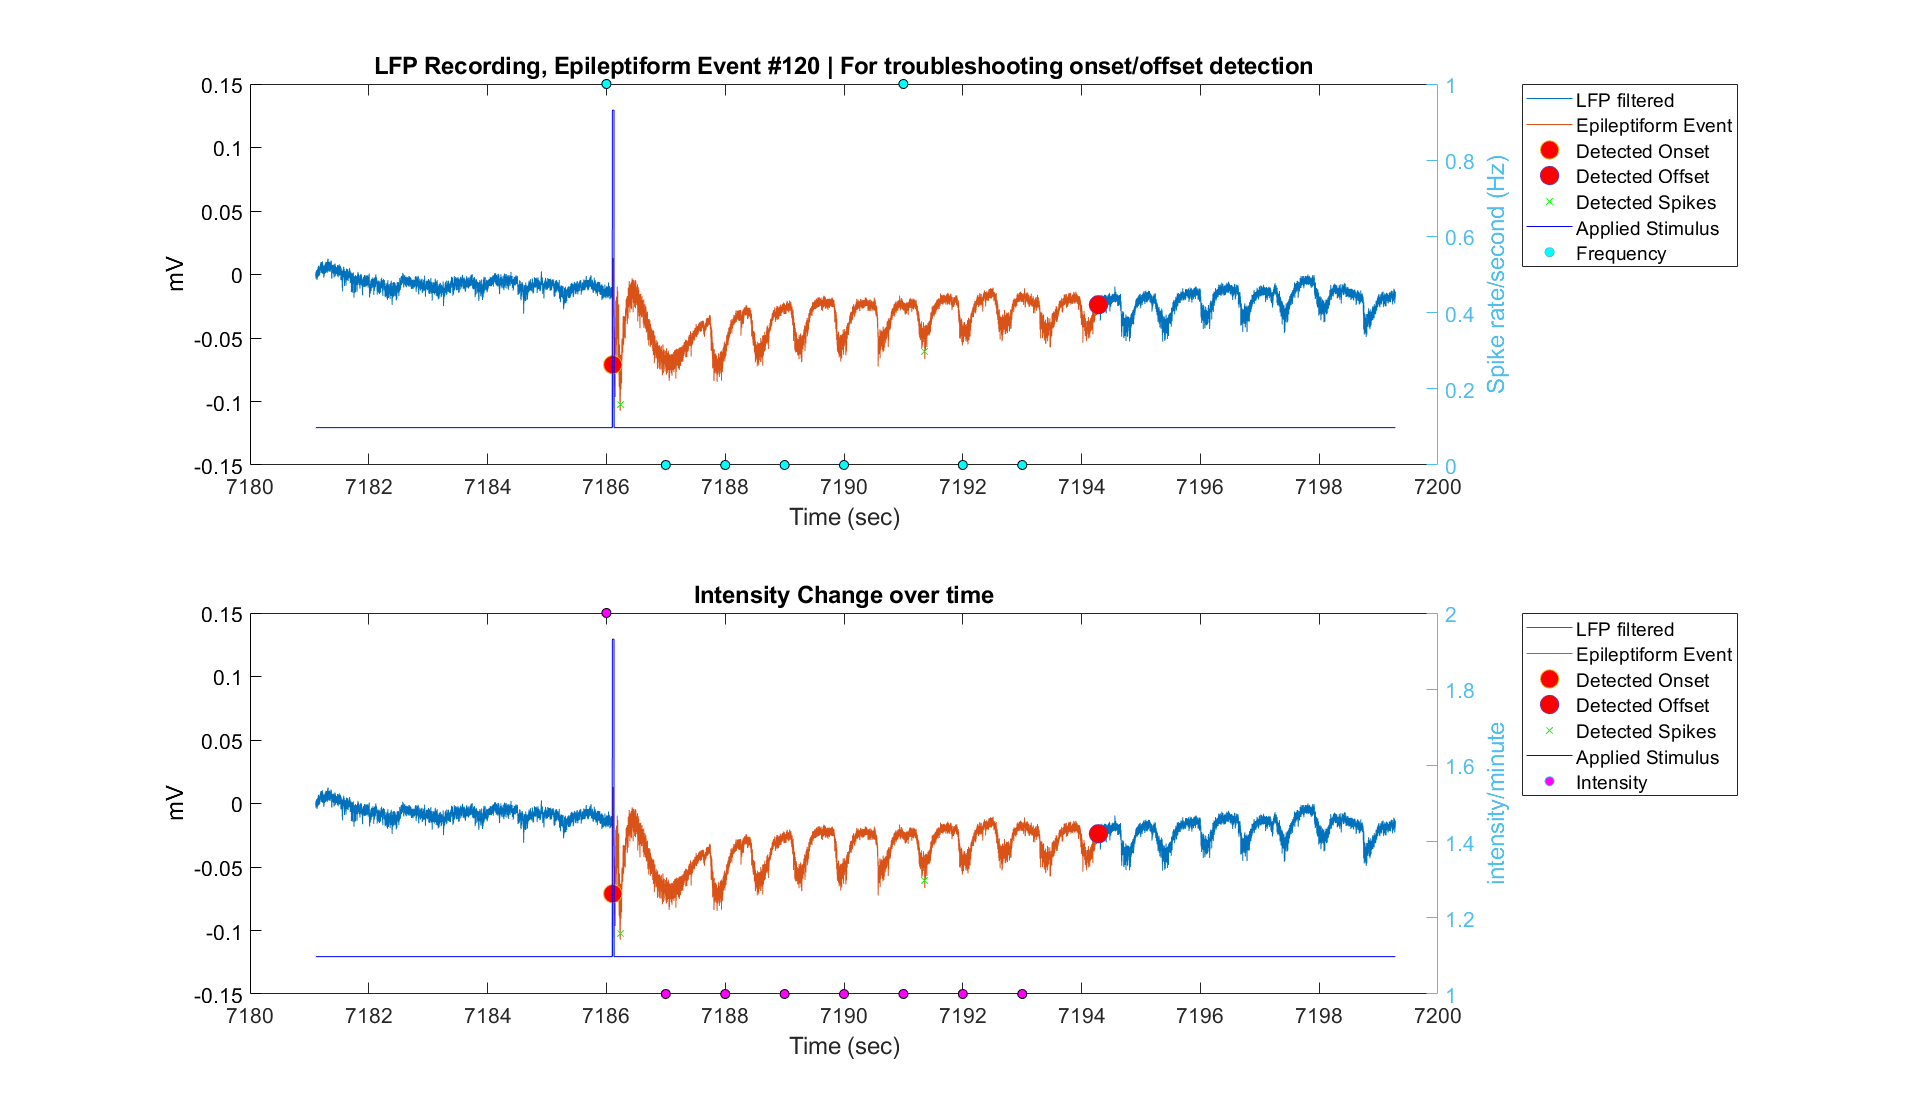 LFP Recording, Epileptiform Event #120 | For troubleshooting onset/offset detection
0.15
0.1
0.05
0
-0.05
-0.1
-0.15
mV
7180 7182 7184 7186 7188 7190 7192 7194 7196 7198 7200
Time (sec)
1
0.8
0.6
0.4
0.2
0
Spike rate/second (Hz)
LFP filtered
Epileptiform Event
Detected Onset
Detected Offset
Detected Spikes
Applied Stimulus
Frequency
Intensity Change over time
0.15
0.1
0.05
0
-0.05
-0.1
-0.15
mV
7180 7182 7184 7186 7188 7190 7192 7194 7196 7198 7200
Time (sec)
2
1.8
1.6
1.4
1.2
1
intensity/minute
LFP filtered
Epileptiform Event
Detected Onset
Detected Offset
Detected Spikes
Applied Stimulus
Intensity